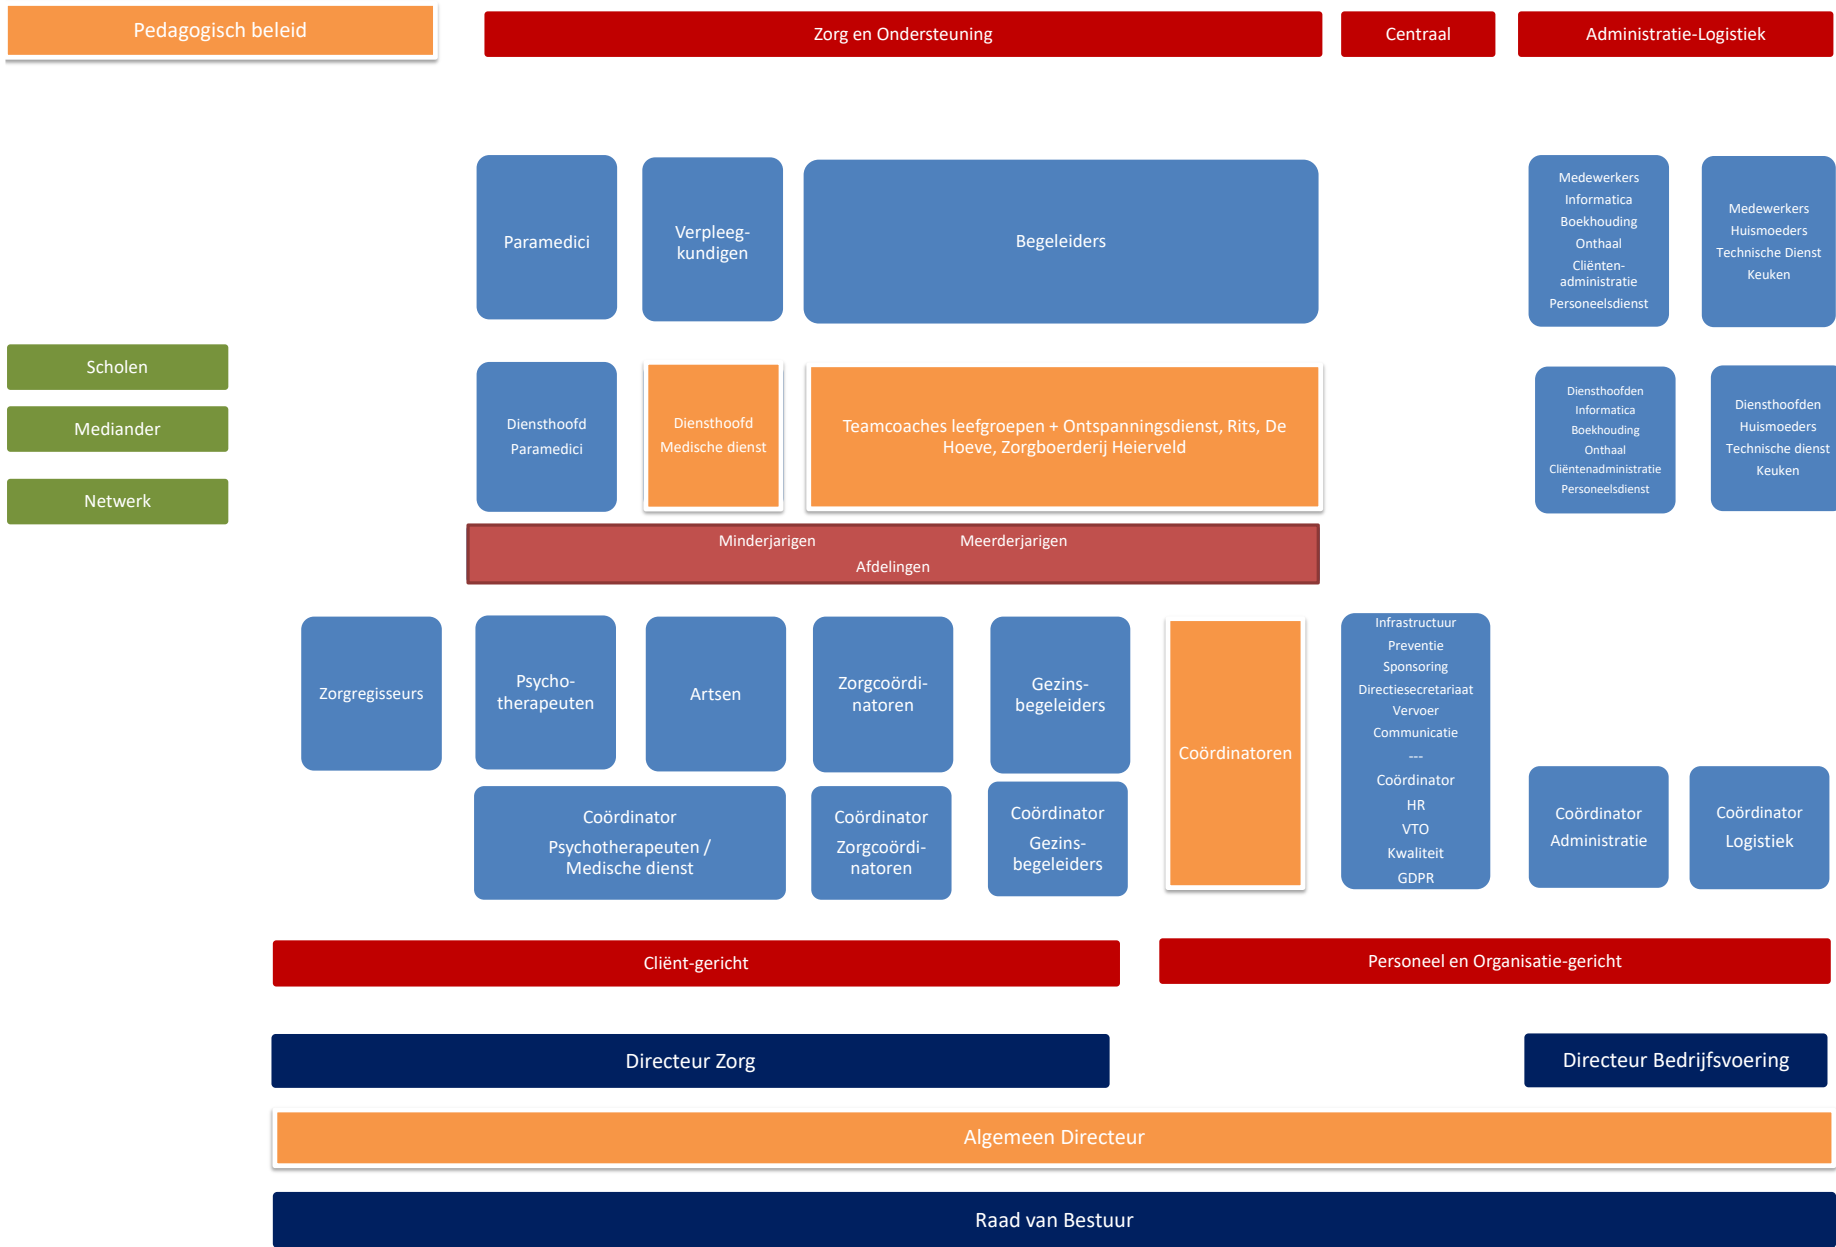 Pedagogisch beleid
Zorg en Ondersteuning
Centraal
Administratie-Logistiek
Paramedici
Verpleeg-
kundigen
Begeleiders
Medewerkers
Informatica
Boekhouding
Onthaal
Cliënten-
administratie
Personeelsdienst
Medewerkers
Huismoeders
Technische Dienst
Keuken
Scholen
Mediander
Netwerk
Diensthoofd
Paramedici
Diensthoofd
Medische dienst
Teamcoaches leefgroepen + Ontspanningsdienst, Rits, De
Hoeve, Zorgboerderij Heierveld
Diensthoofden
Informatica
Boekhouding
Onthaal
Cliëntenadministratie
Personeelsdienst
Diensthoofden
Huismoeders
Technische dienst
Keuken
Minderjarigen Meerderjarigen
Afdelingen
Zorgregisseurs
Psycho-
therapeuten
Artsen
Zorgcoördi-
natoren
Gezins-
begeleiders
Coördinatoren
Infrastructuur
Preventie
Sponsoring
Directiesecretariaat
Vervoer
Communicatie
---
Coördinator
HR
VTO
Kwaliteit
GDPR
Coördinator
Psychotherapeuten /
Medische dienst
Coördinator
Zorgcoördi-
natoren
Coördinator
Gezins-
begeleiders
Coördinator
Administratie
Coördinator
Logistiek
Cliënt-gericht
Personeel en Organisatie-gericht
Directeur Zorg
Directeur Bedrijfsvoering
Algemeen Directeur
Raad van Bestuur